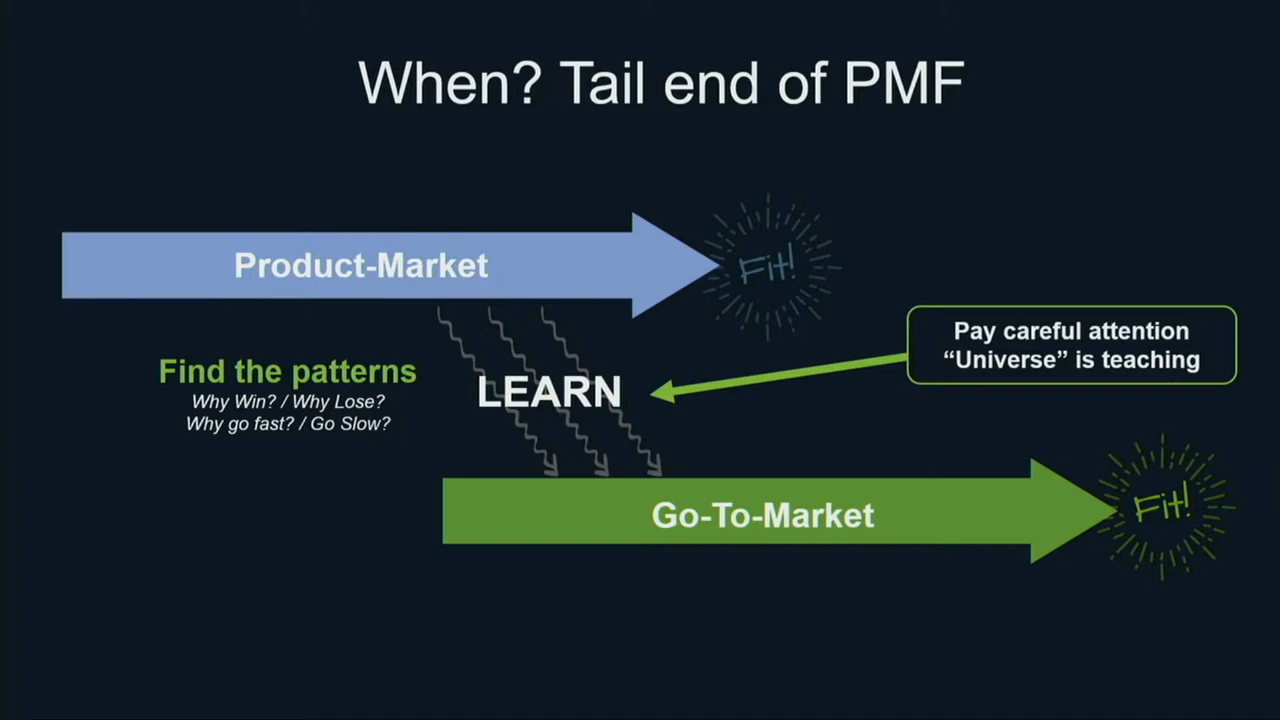 When? Tail end of PMF
Product-Market
Fit!
Pay careful attention
“Universe” is teaching
Find the patterns
Why Win? / Why Lose?
Why go fast? / Go Slow?
LEARN
Go-To-Market
Fit!